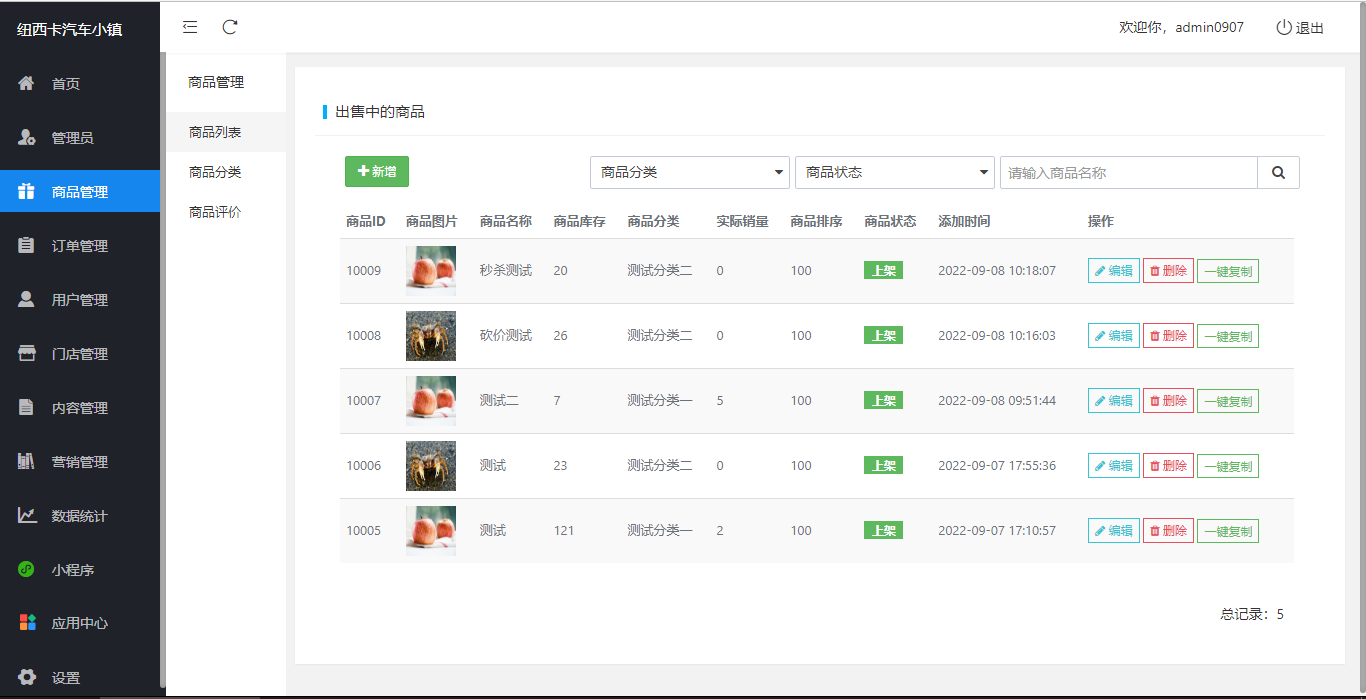 纽西卡汽车小镇
欢迎你，admin0907 退出
首页
管理员
商品管理
订单管理
用户管理
门店管理
内容管理
营销管理
数据统计
小程序
应用中心
设置
商品管理
商品列表
商品分类
商品评价
出售中的商品
新增 商品分类 商品状态 请输入商品名称
商品ID 商品图片 商品名称 商品库存 商品分类 实际销量 商品排序 商品状态 添加时间 操作
10009 秒杀测试 20 测试分类二 0 100 上架 2022-09-08 10:18:07 编辑 删除 一键复制
10008 砍价测试 26 测试分类二 0 100 上架 2022-09-08 10:16:03 编辑 删除 一键复制
10007 测试二 7 测试分类一 5 100 上架 2022-09-08 09:51:44 编辑 删除 一键复制
10006 测试 23 测试分类二 0 100 上架 2022-09-07 17:55:36 编辑 删除 一键复制
10005 测试 121 测试分类一 2 100 上架 2022-09-07 17:10:57 编辑 删除 一键复制
总记录：5